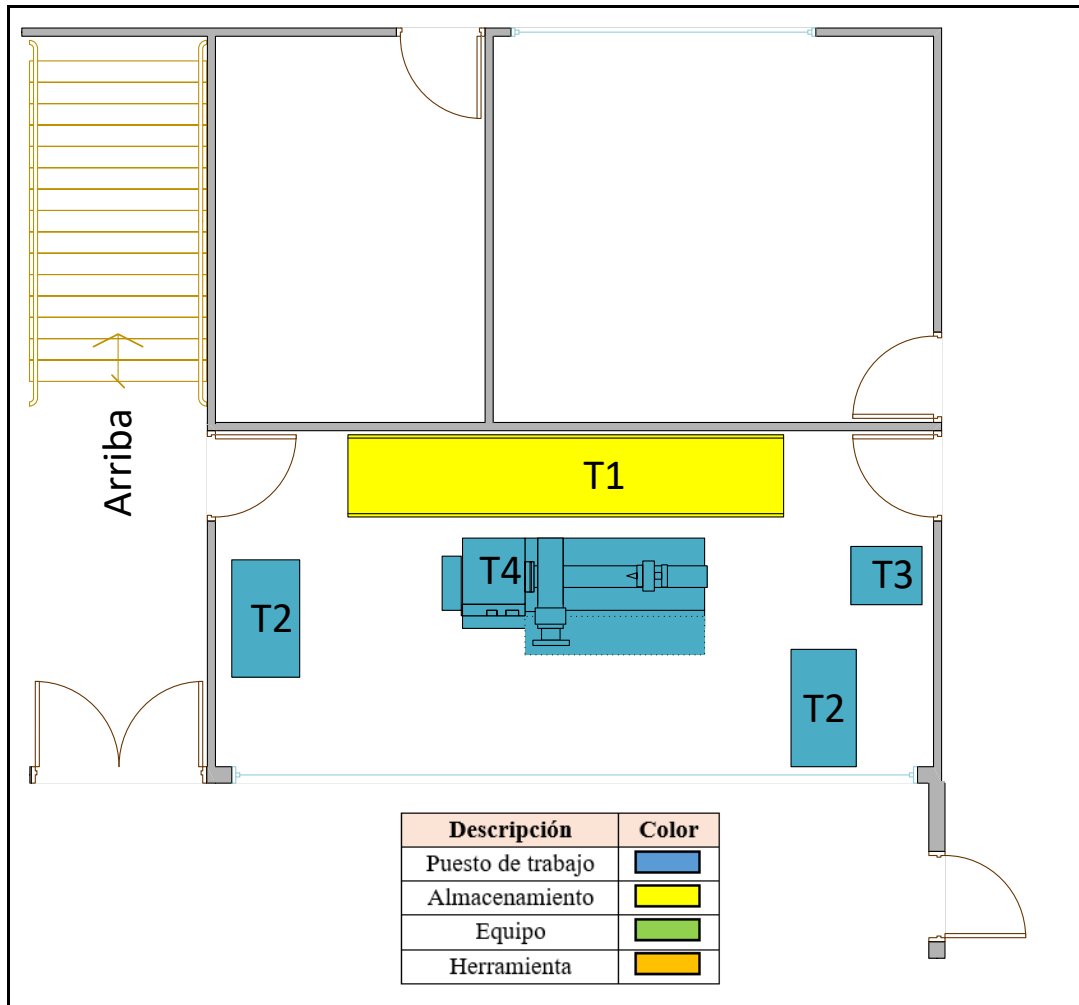 Arriba
T1
T4
T3
T2
T2
Descripción Color
Puesto de trabajo
Almacenamiento
Equipo
Herramienta